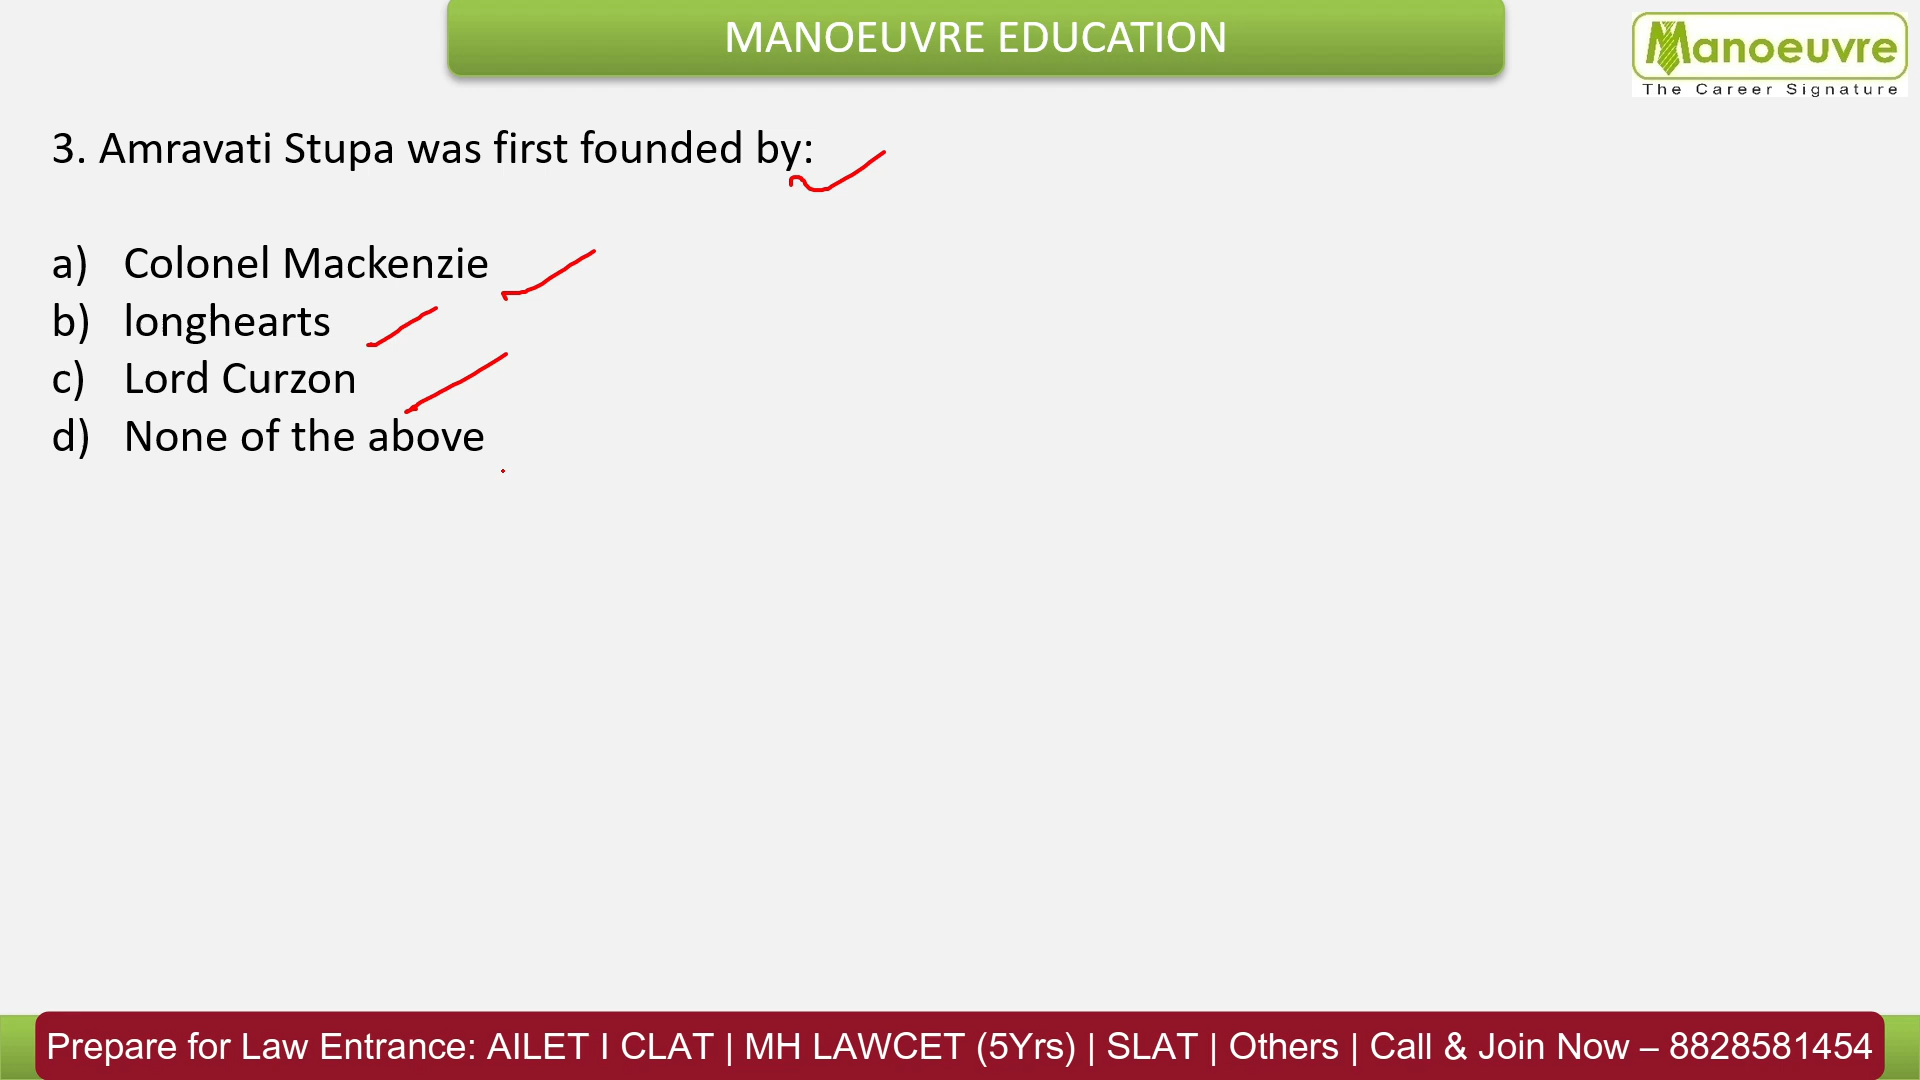 MANOEUVRE EDUCATION
Manoeuvre
The Career Signature
3. Amravati Stupa was first founded by:
a) Colonel Mackenzie
b) longhearts
c) Lord Curzon
d) None of the above
Prepare for Law Entrance: AILET I CLAT | MH LAWCET (5Yrs) | SLAT | Others | Call & Join Now – 8828581454